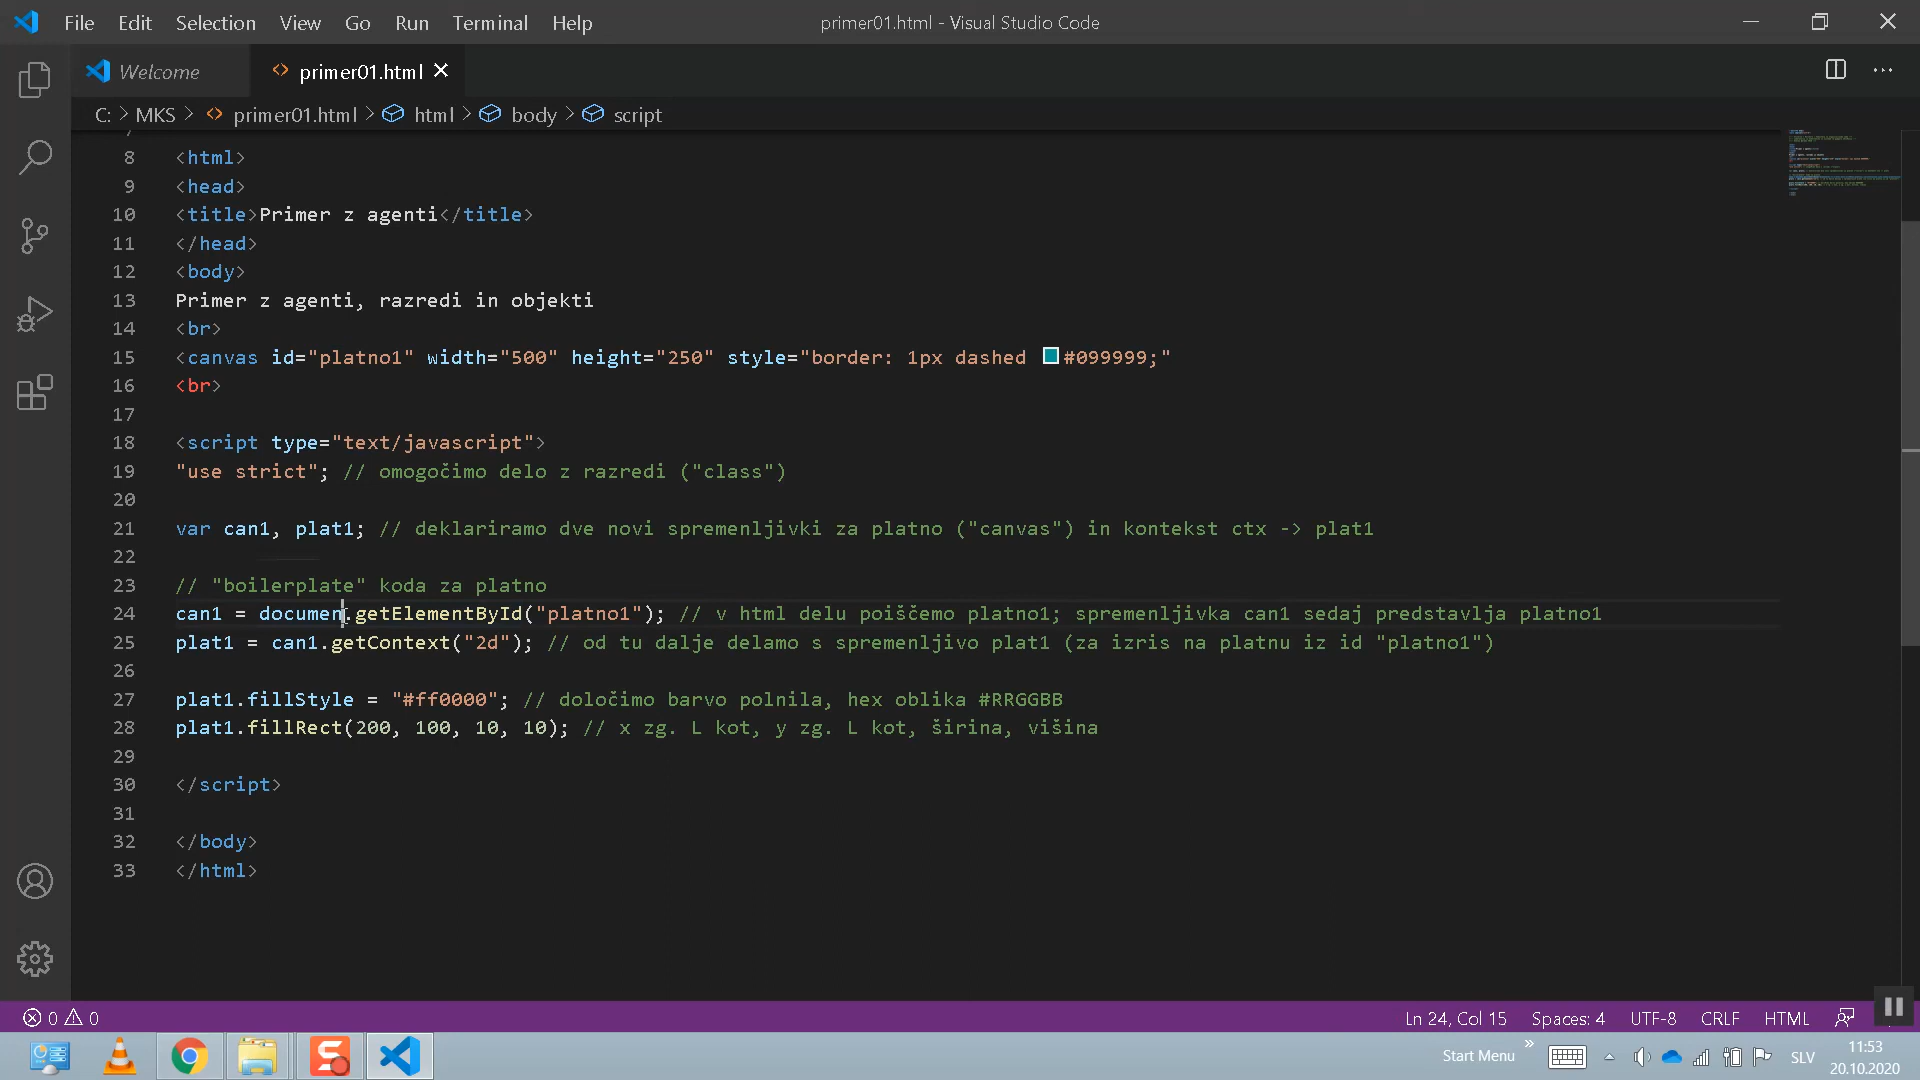 File Edit Selection View Go Run Terminal Help
primer01.html - Visual Studio Code
Welcome
primer01.html
C: > MKS > primer01.html > html > body > script
8 <html>
9 <head>
10 <title>Primer z agenti</title>
11 </head>
12 <body>
13 Primer z agenti, razredi in objekti
14 <br>
15 <canvas id="platno1" width="500" height="250" style="border: 1px dashed #099999;"
16 <br>
17
18 <script type="text/javascript">
19 "use strict"; // omogočimo delo z razredi ("class")
20
21 var can1, plat1; // deklariramo dve novi spremenljivki za platno ("canvas") in kontekst ctx -> plat1
22
23 // "boilerplate" koda za platno
24 can1 = documen.getElementById("platno1"); // v html delu poiščemo platno1; spremenljivka can1 sedaj predstavlja platno1
25 plat1 = can1.getContext("2d"); // od tu dalje delamo s spremenljivo plat1 (za izris na platnu iz id "platno1")
26
27 plat1.fillStyle = "#ff0000"; // določimo barvo polnila, hex oblika #RRGGBB
28 plat1.fillRect(200, 100, 10, 10); // x zg. L kot, y zg. L kot, širina, višina
29
30 </script>
31
32 </body>
33 </html>
0 0
Ln 24, Col 15 Spaces: 4 UTF-8 CRLF HTML
Start Menu
SLV
11:53
20.10.2020